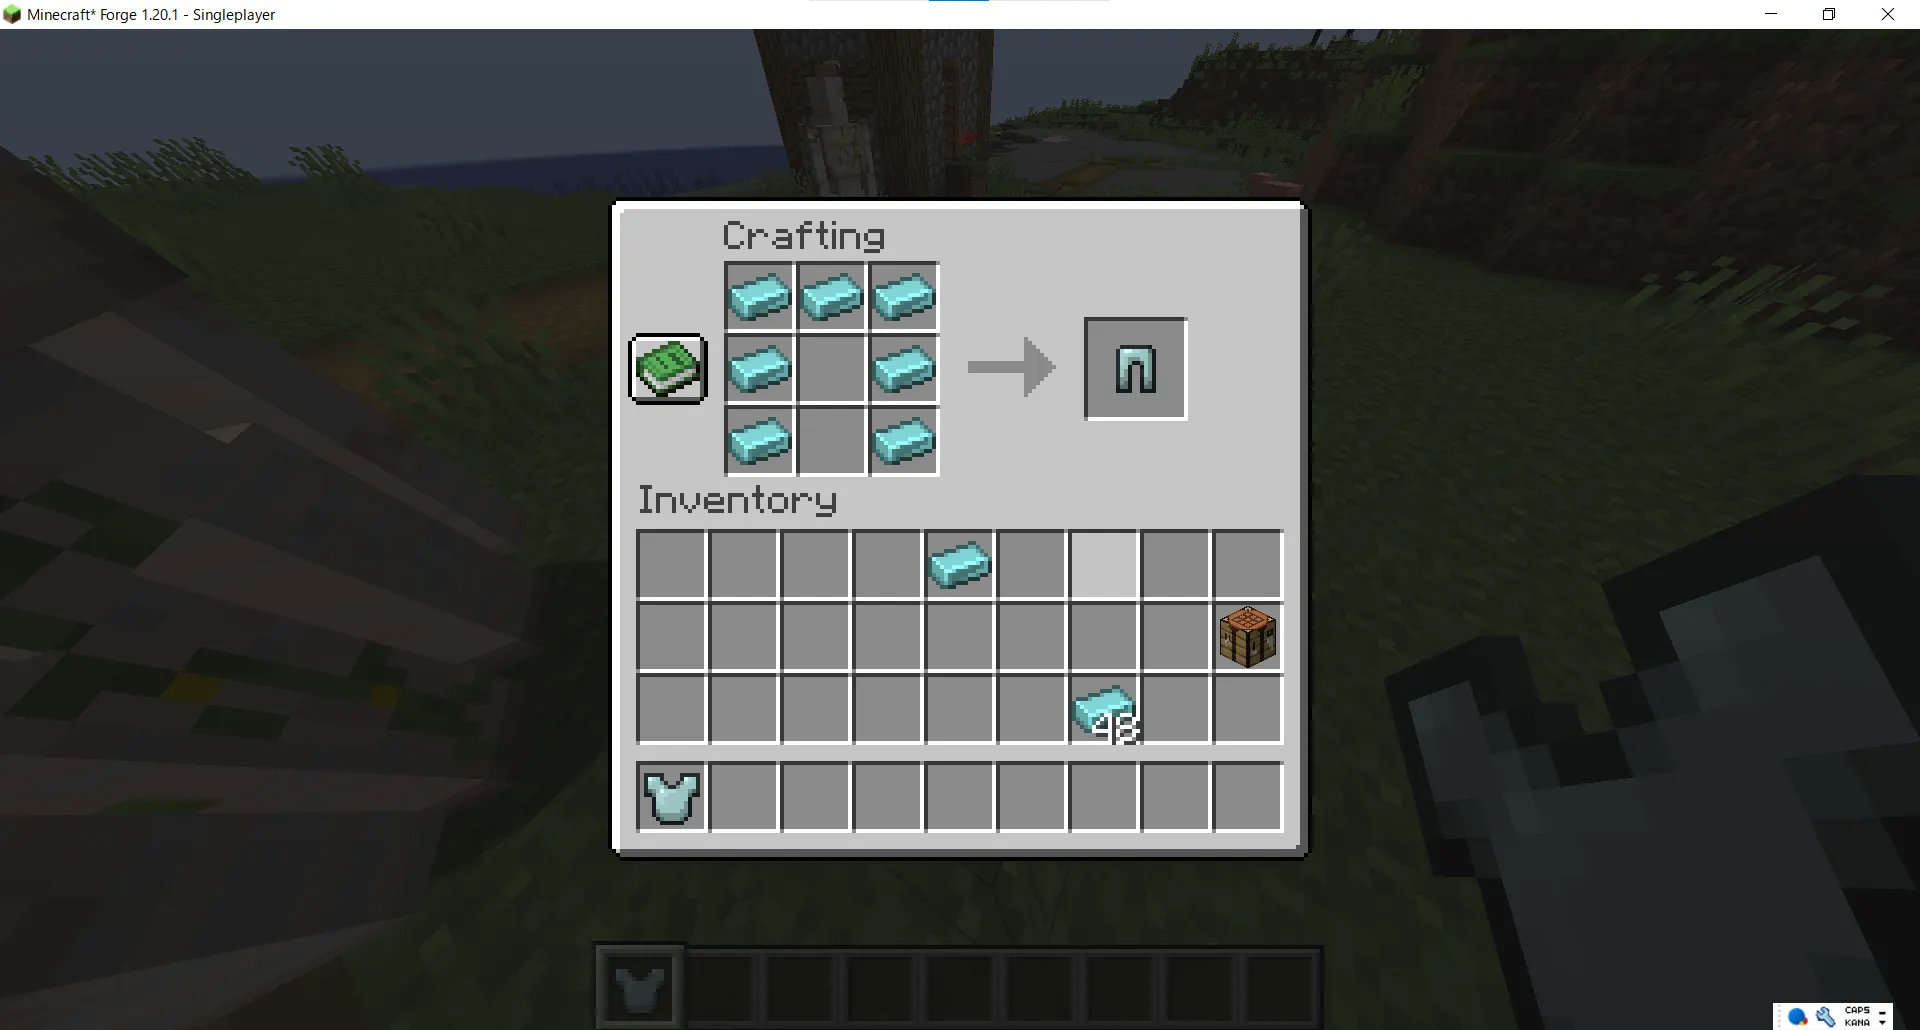 Minecraft* Forge 1.20.1 - Singleplayer
Crafting
Inventory
48
CAPS
KANA